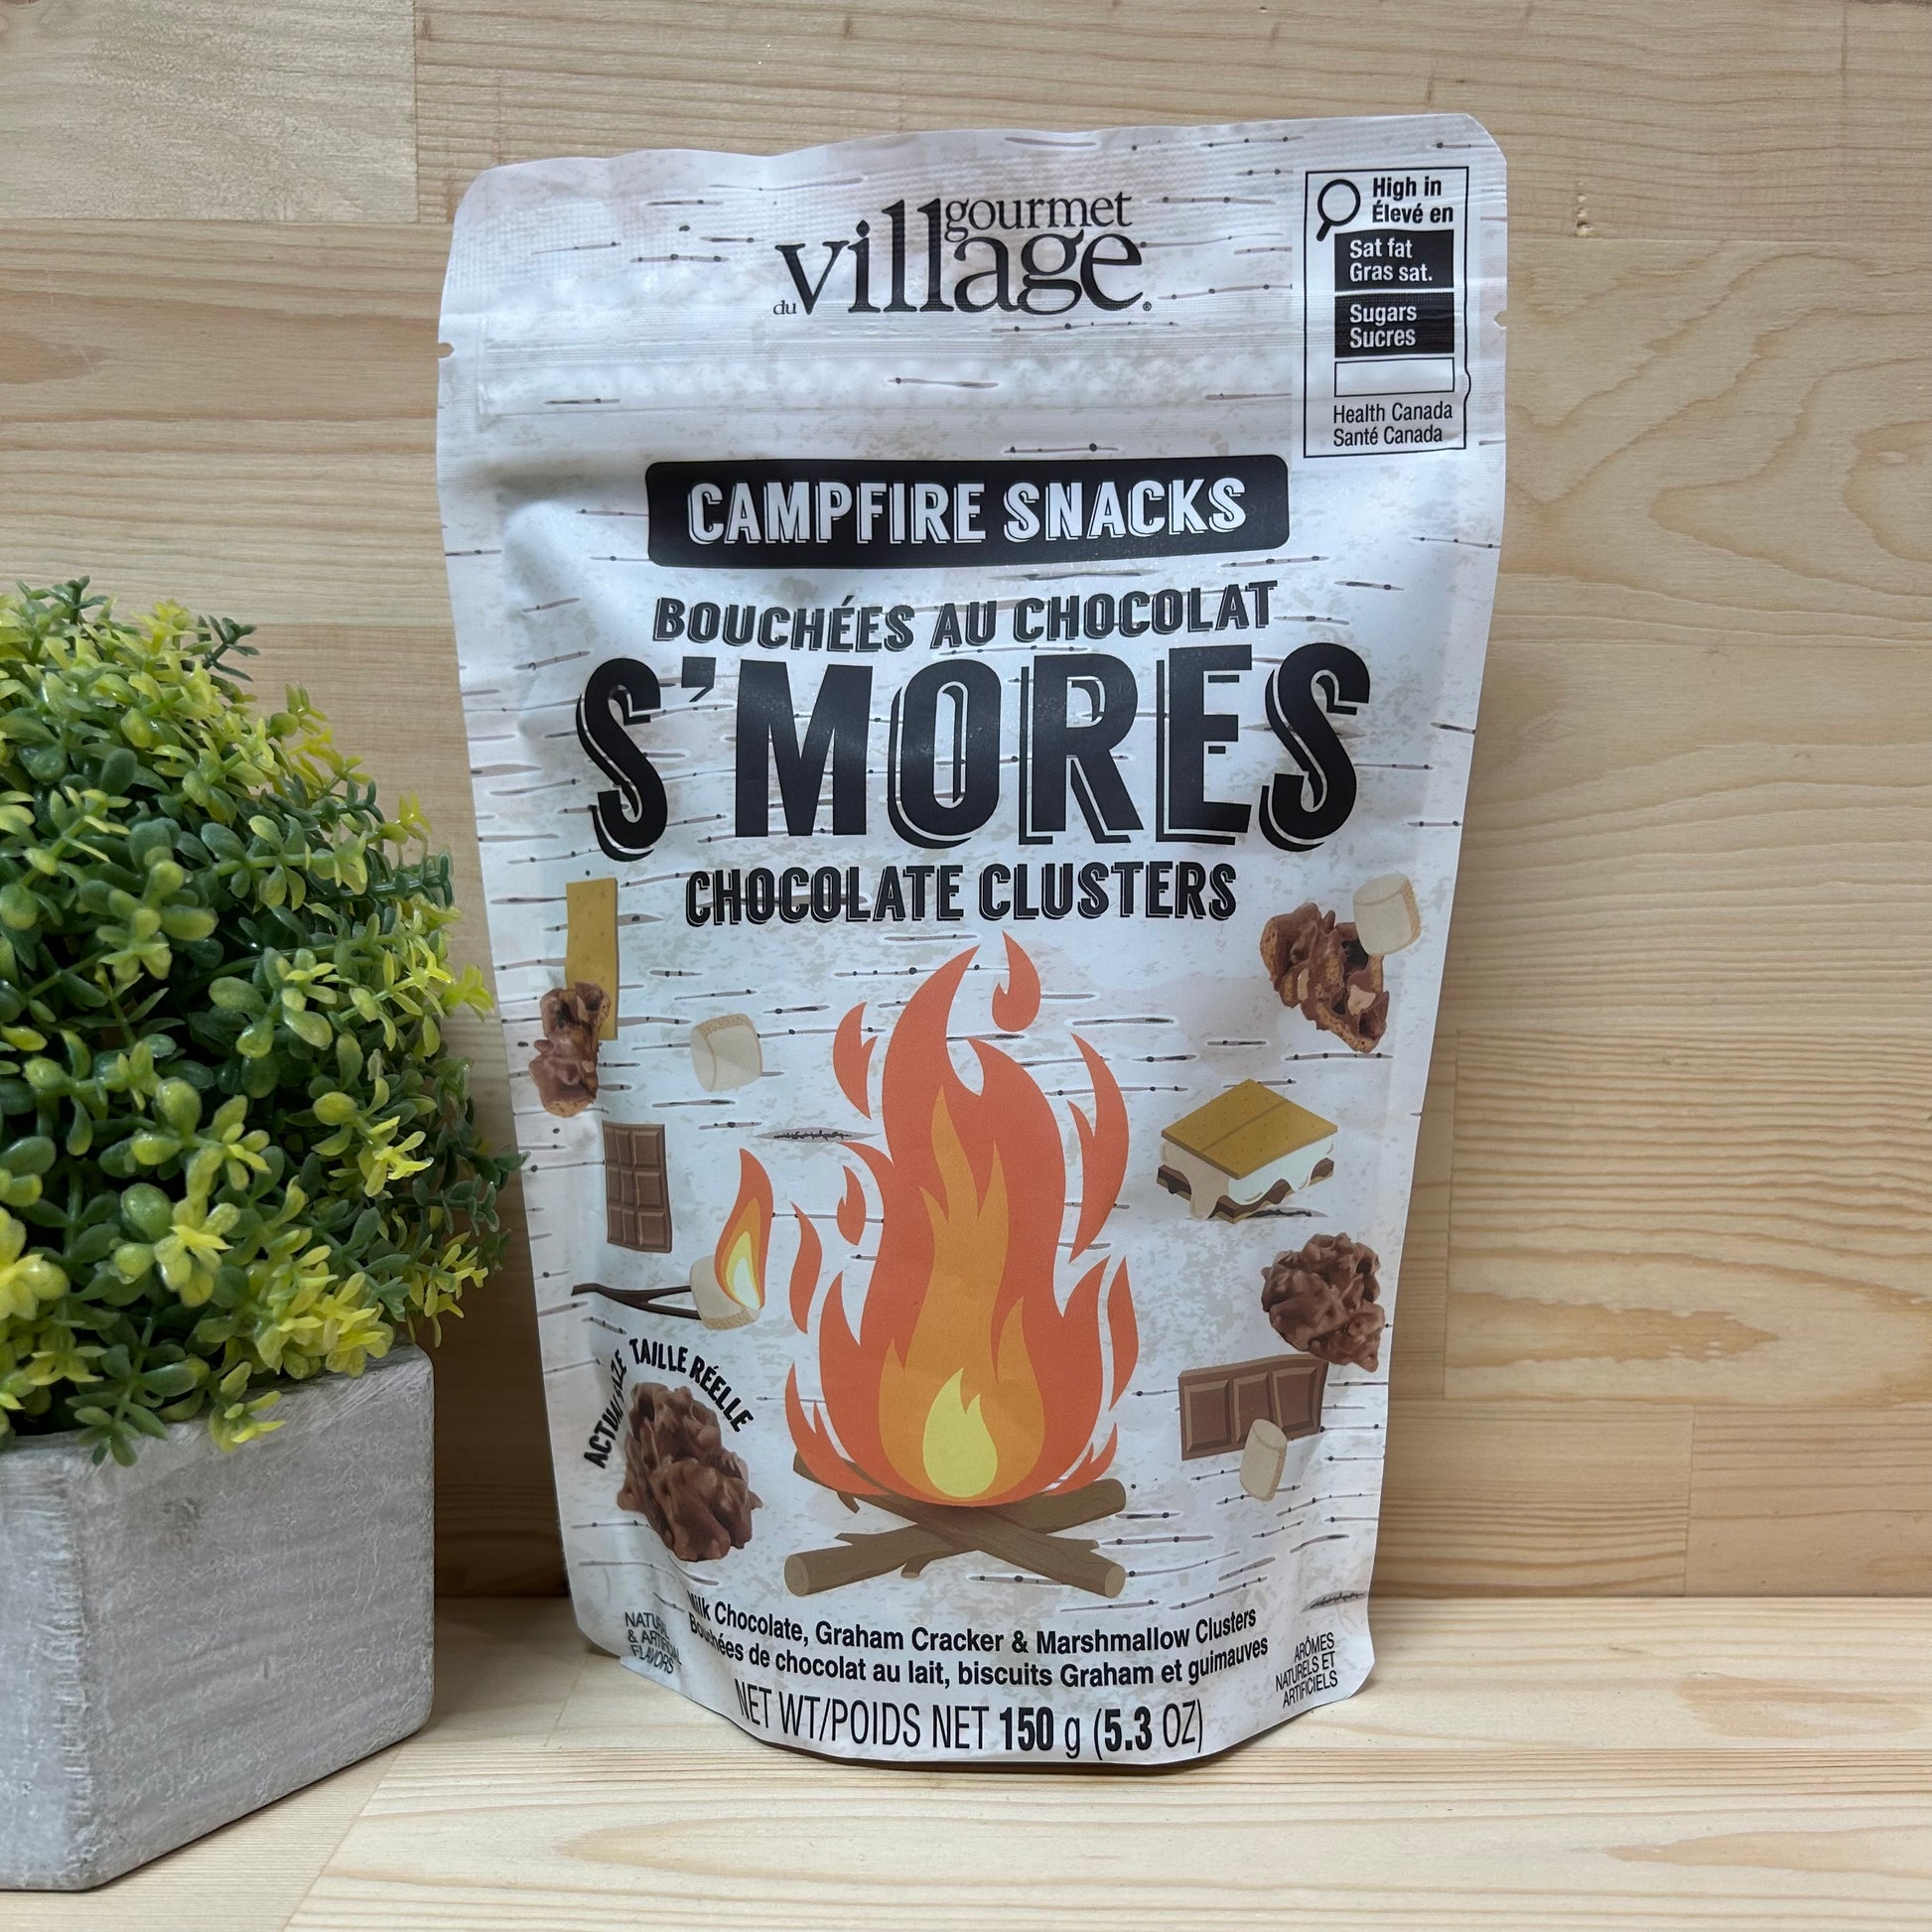 gourmet
du village®
High in
Élevé en
Sat fat
Gras sat.
Sugars
Sucres
Health Canada
Santé Canada
CAMPFIRE SNACKS
BOUCHÉES AU CHOCOLAT
S'MORES
CHOCOLATE CLUSTERS
TAILLE RÉELLE
Milk Chocolate, Graham Cracker & Marshmallow Clusters
Bouchées de chocolat au lait, biscuits Graham et guimauves
NATURAL
& ARTIFICIAL
FLAVORS
ARÔMES
NATURELS ET
ARTIFICIELS
NET WT/POIDS NET 150 g (5.3 OZ)